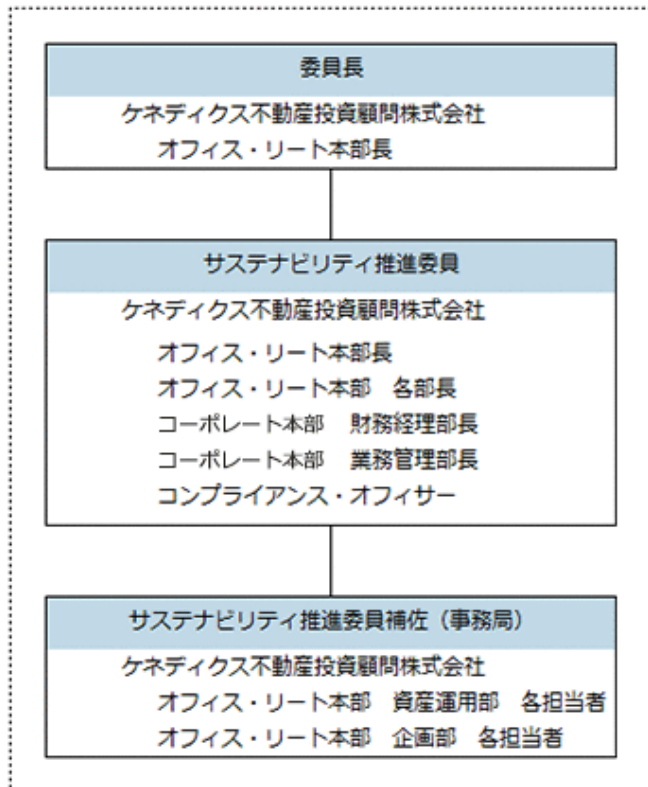 委員長
ケネディクス不動産投資顧問株式会社
オフィス・リート本部長
サステナビリティ推進委員
ケネディクス不動産投資顧問株式会社
オフィス・リート本部長
オフィス・リート本部　各部長
コーポレート本部　財務経理部長
コーポレート本部　業務管理部長
コンプライアンス・オフィサー
サステナビリティ推進委員補佐（事務局）
ケネディクス不動産投資顧問株式会社
オフィス・リート本部　資産運用部　各担当者
オフィス・リート本部　企画部　各担当者